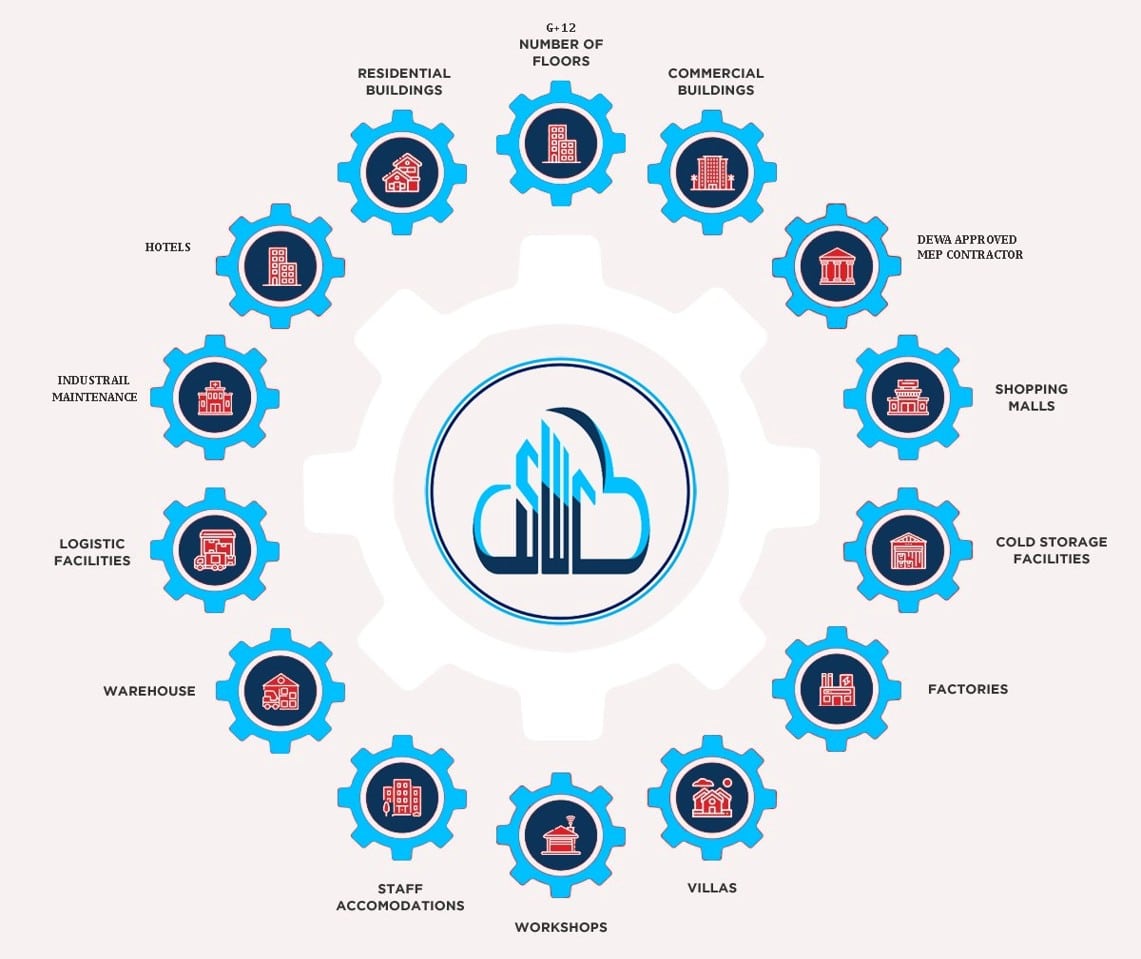 G+12
NUMBER OF
FLOORS
RESIDENTIAL
BUILDINGS
COMMERCIAL
BUILDINGS
HOTELS
DEWA APPROVED
MEP CONTRACTOR
INDUSTRAIL
MAINTENANCE
SHOPPING
MALLS
LOGISTIC
FACILITIES
COLD STORAGE
FACILITIES
WAREHOUSE
FACTORIES
STAFF
ACCOMODATIONS
VILLAS
WORKSHOPS